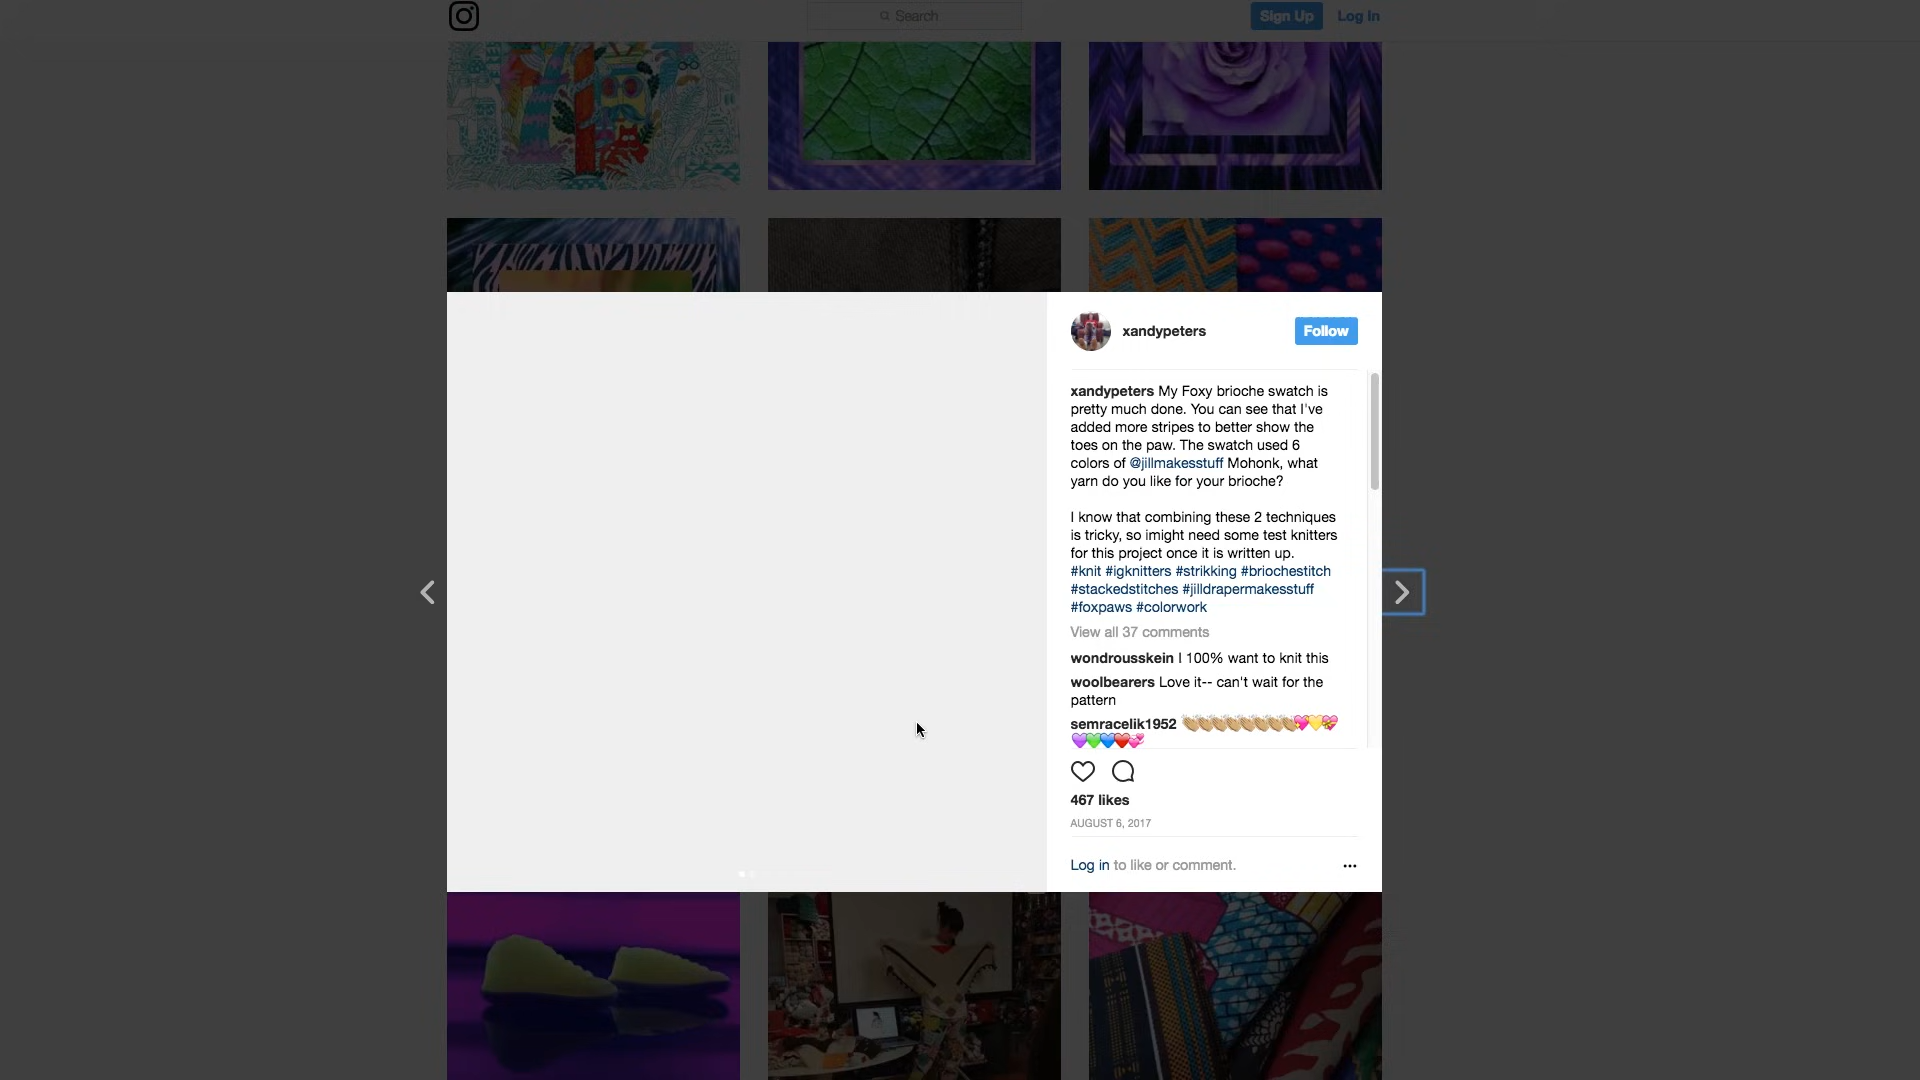 Search
Sign Up
Log In
xandypeters
Follow
xandypeters My Foxy brioche swatch is
pretty much done. You can see that I've
added more stripes to better show the
toes on the paw. The swatch used 6
colors of @jillmakesstuff Mohonk, what
yarn do you like for your brioche?
I know that combining these 2 techniques
is tricky, so imight need some test knitters
for this project once it is written up.
#knit #igknitters #strikking #briochestitch
#stackedstitches #jilldrapermakesstuff
#foxpaws #colorwork
View all 37 comments
wondrousskein I 100% want to knit this
woolbearers Love it-- can't wait for the
pattern
semracelik1952 👏🏼👏🏼👏🏼👏🏼👏🏼👏🏼👏🏼👏🏼💖💛💝
💜💚💙❤️💞
467 likes
AUGUST 6, 2017
Log in to like or comment.